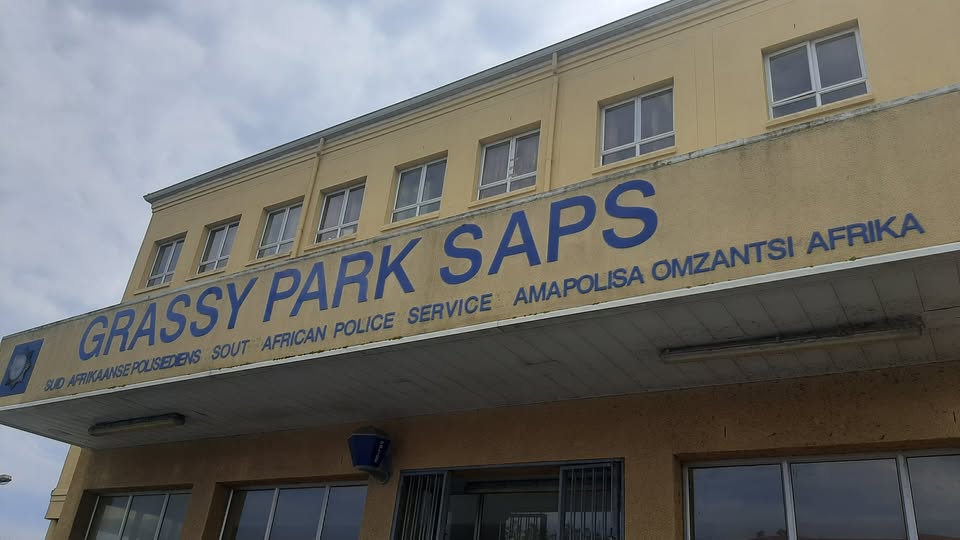 GRASSY PARK SAPS
SUID AFRIKAANSE POLISIEDIENS SOUT AFRICAN POLICE SERVICE AMAPOLISA OMZANTSI AFRIKA